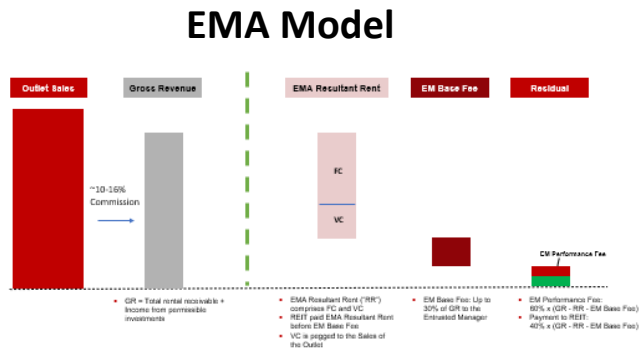 EMA Model
Outlet Sales
Gross Revenue
EMA Resultant Rent
EM Base Fee
Residual
~10-16%
Commission
FC
VC
EM Performance Fee
• GR = Total rental receivable +
Income from permissible
investments
• EMA Resultant Rent ("RR")
comprises FC and VC
• REIT paid EMA Resultant Rent
before EM Base Fee
• VC is pegged to the Sales of
the Outlet
• EM Base Fee: Up to
30% of GR to the
Entrusted Manager
• EM Performance Fee:
60% x (GR - RR - EM Base Fee)
• Payment to REIT:
40% x (GR - RR - EM Base Fee)